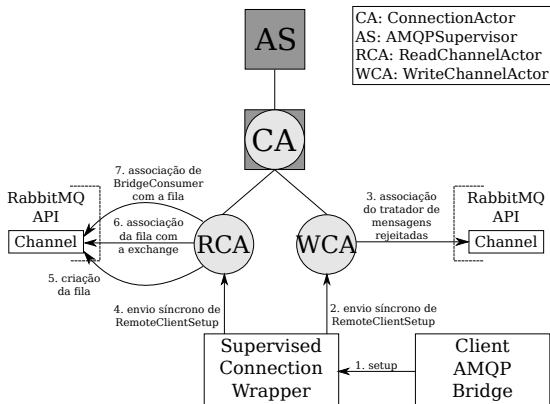 AS
CA: ConnectionActor
AS: AMQPSupervisor
RCA: ReadChannelActor
WCA: WriteChannelActor
CA
7. associação de
BridgeConsumer
com a fila
RabbitMQ
API
Channel
6. associação
da fila com
a exchange
RCA
WCA
3. associação
do tratador de
mensagens
rejeitadas
RabbitMQ
API
Channel
5. criação
da fila
4. envio síncrono de
RemoteClientSetup
2. envio síncrono de
RemoteClientSetup
Supervised
Connection
Wrapper
1. setup
Client
AMQP
Bridge